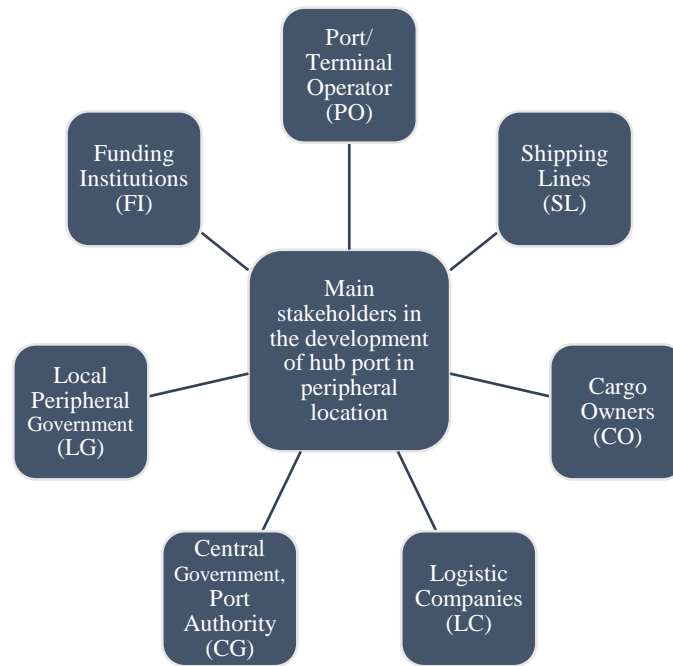 Port/
Terminal
Operator
(PO)
Funding
Institutions
(FI)
Shipping
Lines
(SL)
Main
stakeholders in
the development
of hub port in
peripheral
location
Local
Peripheral
Government
(LG)
Cargo
Owners
(CO)
Central
Government,
Port
Authority
(CG)
Logistic
Companies
(LC)